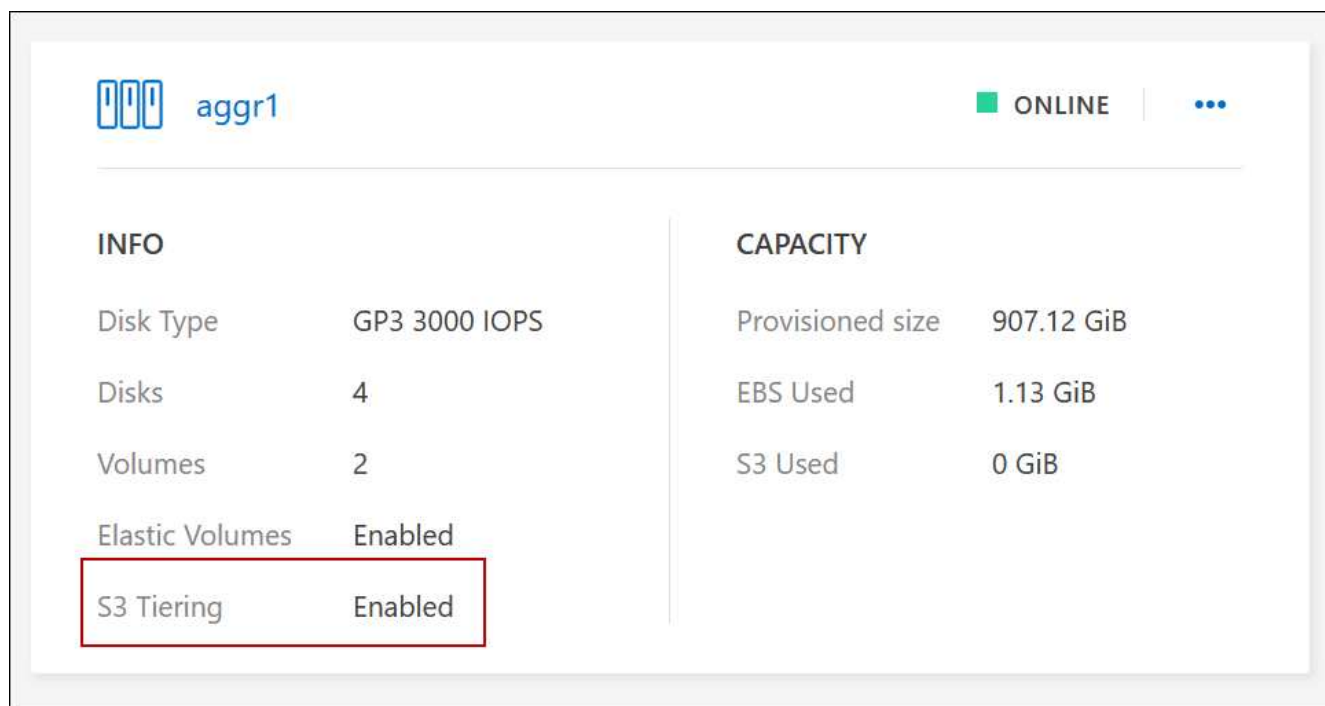 aggr1
ONLINE
INFO
Disk Type GP3 3000 IOPS
Disks 4
Volumes 2
Elastic Volumes Enabled
S3 Tiering Enabled
CAPACITY
Provisioned size 907.12 GiB
EBS Used 1.13 GiB
S3 Used 0 GiB